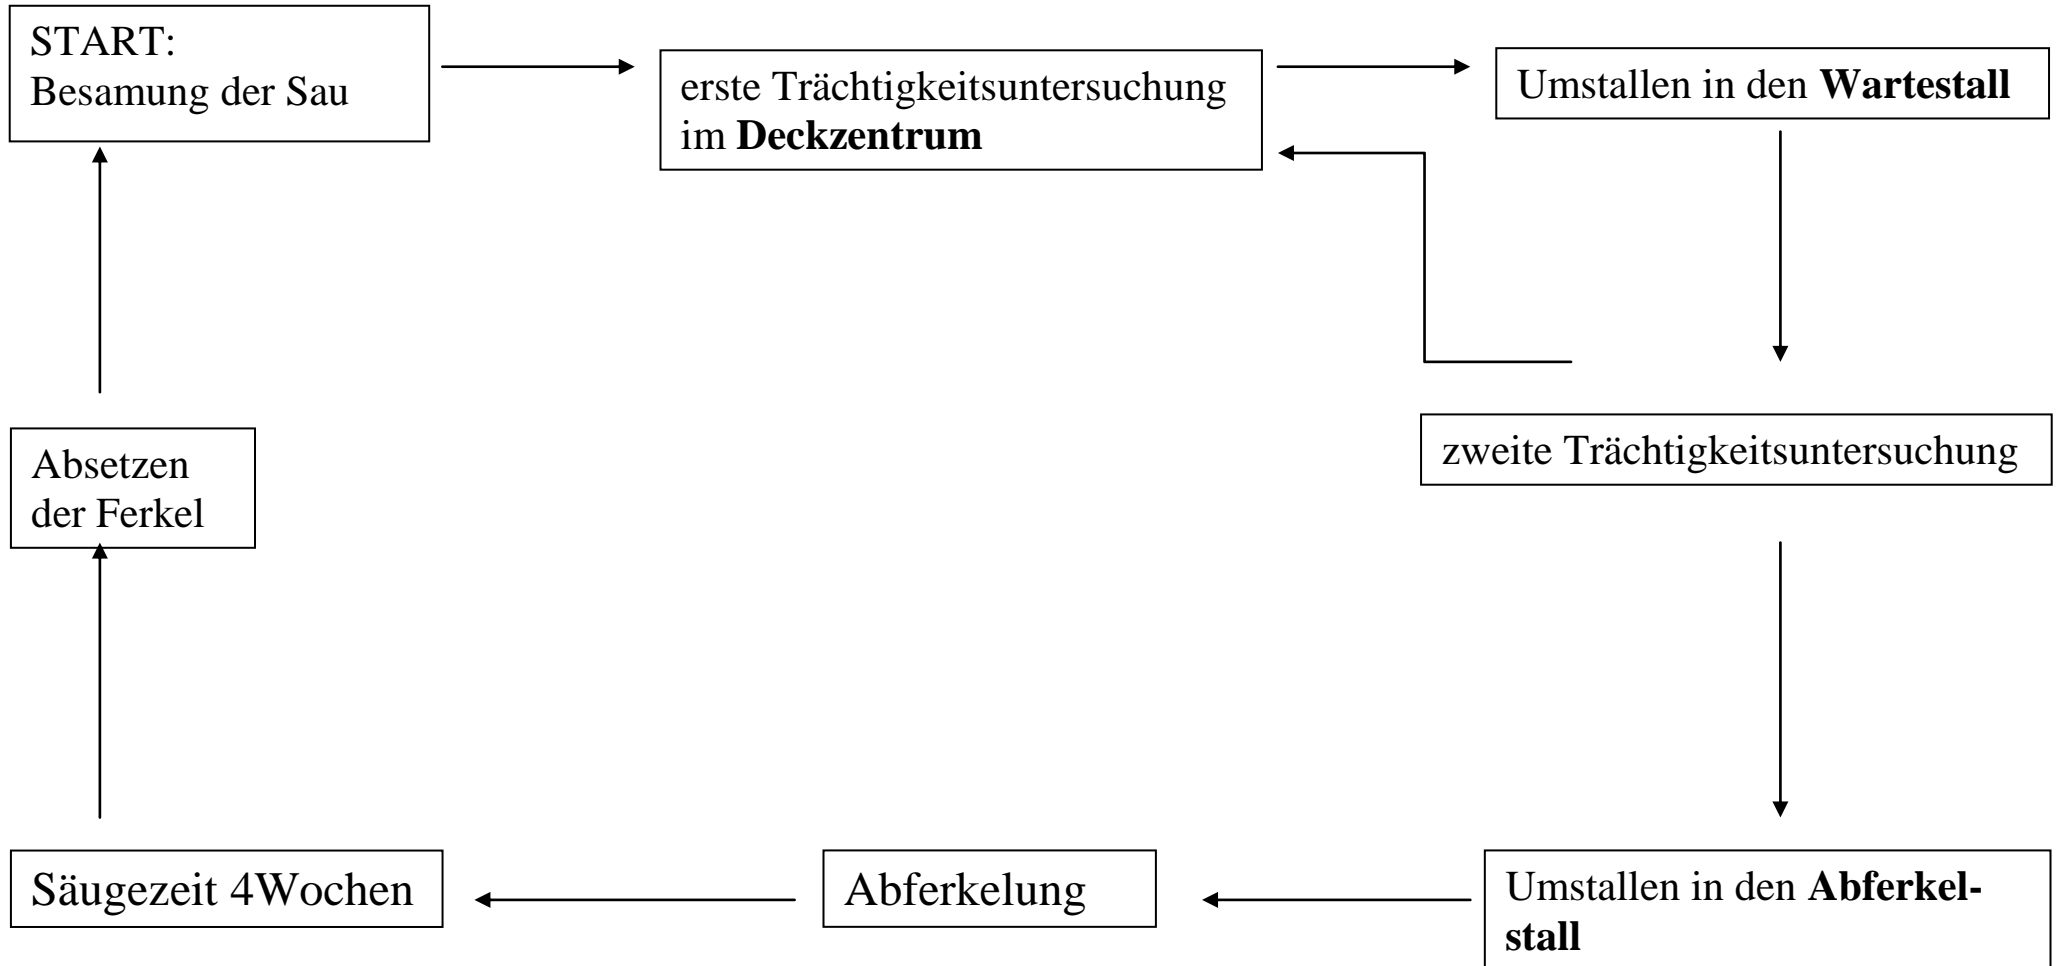 START:
Besamung der Sau
erste Trächtigkeitsuntersuchung
im Deckzentrum
Umstallen in den Wartestall
zweite Trächtigkeitsuntersuchung
Umstallen in den Abferkel-
stall
Abferkelung
Säugezeit 4Wochen
Absetzen
der Ferkel